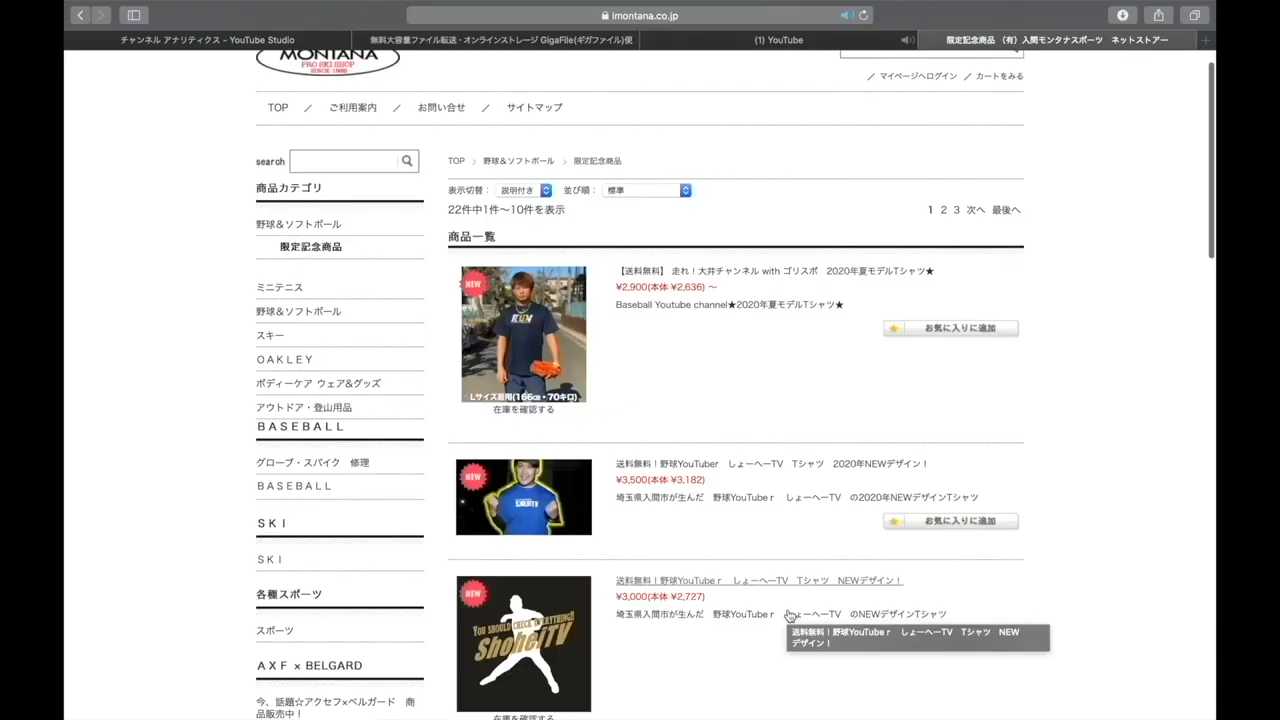 imontana.co.jp
チャンネル アナリティクス - YouTube Studio
無料大容量ファイル転送・オンラインストレージ GigaFile(ギガファイル)便
(1) YouTube
限定記念商品 （有）入間モンタナスポーツ ネットストアー
MONTANA
PRO SKI SHOP
マイページへログイン
カートをみる
TOP ／ ご利用案内 ／ お問い合せ ／ サイトマップ
search
商品カテゴリ
野球＆ソフトボール
限定記念商品
ミニテニス
野球＆ソフトボール
スキー
ＯＡＫＬＥＹ
ボディーケア ウェア&グッズ
アウトドア・登山用品
ＢＡＳＥＢＡＬＬ
グローブ・スパイク 修理
ＢＡＳＥＢＡＬＬ
ＳＫＩ
ＳＫＩ
各種スポーツ
スポーツ
ＡＸＦ × BELGARD
今、話題☆アクセフ×ベルガード 商
品販売中！
TOP > 野球＆ソフトボール > 限定記念商品
表示切替： 説明付き 並び順： 標準
22件中1件〜10件を表示
1 2 3 次へ 最後へ
商品一覧
NEW
RUN
Lサイズ着用(166㎝・70キロ)
在庫を確認する
【送料無料】 走れ！大井チャンネル with ゴリスポ 2020年夏モデルTシャツ★
¥2,900(本体 ¥2,636) 〜
Baseball Youtube channel★2020年夏モデルTシャツ★
お気に入りに追加
NEW
送料無料！野球YouTuber しょーへーTV Tシャツ 2020年NEWデザイン！
¥3,500(本体 ¥3,182)
埼玉県入間市が生んだ 野球YouTubeｒ しょーへーTV の2020年NEWデザインTシャツ
お気に入りに追加
NEW
YOU SHOULD CHECK EVERYTHING!!
ShoheiTV
在庫を確認する
送料無料！野球YouTubeｒ しょーへーTV Tシャツ NEWデザイン！
¥3,000(本体 ¥2,727)
埼玉県入間市が生んだ 野球YouTubeｒ しょーへーTV のNEWデザインTシャツ
送料無料！野球YouTubeｒ しょーへーTV Tシャツ NEW
デザイン！